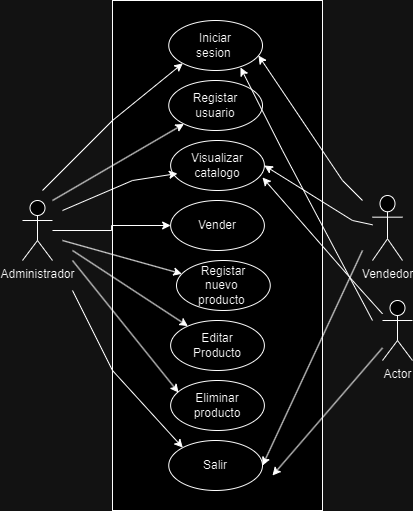 Iniciar
sesion
Registar
usuario
Visualizar
catalogo
Vender
Administrador
Vendedor
Registar
nuevo
producto
Editar
Producto
Actor
Eliminar
producto
Salir